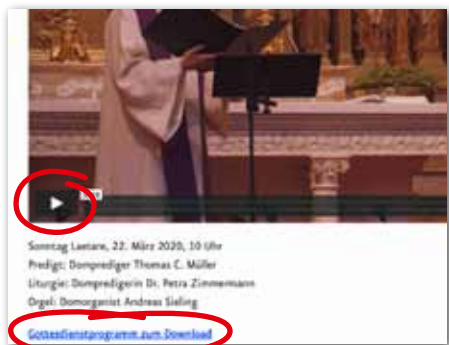 Sonntag Laetare, 22. März 2020, 10 Uhr
Predigt: Domprediger Thomas C. Müller
Liturgie: Dompredigerin Dr. Petra Zimmermann
Orgel: Domorganist Andreas Sieling
Gottesdienstprogramm zum Download